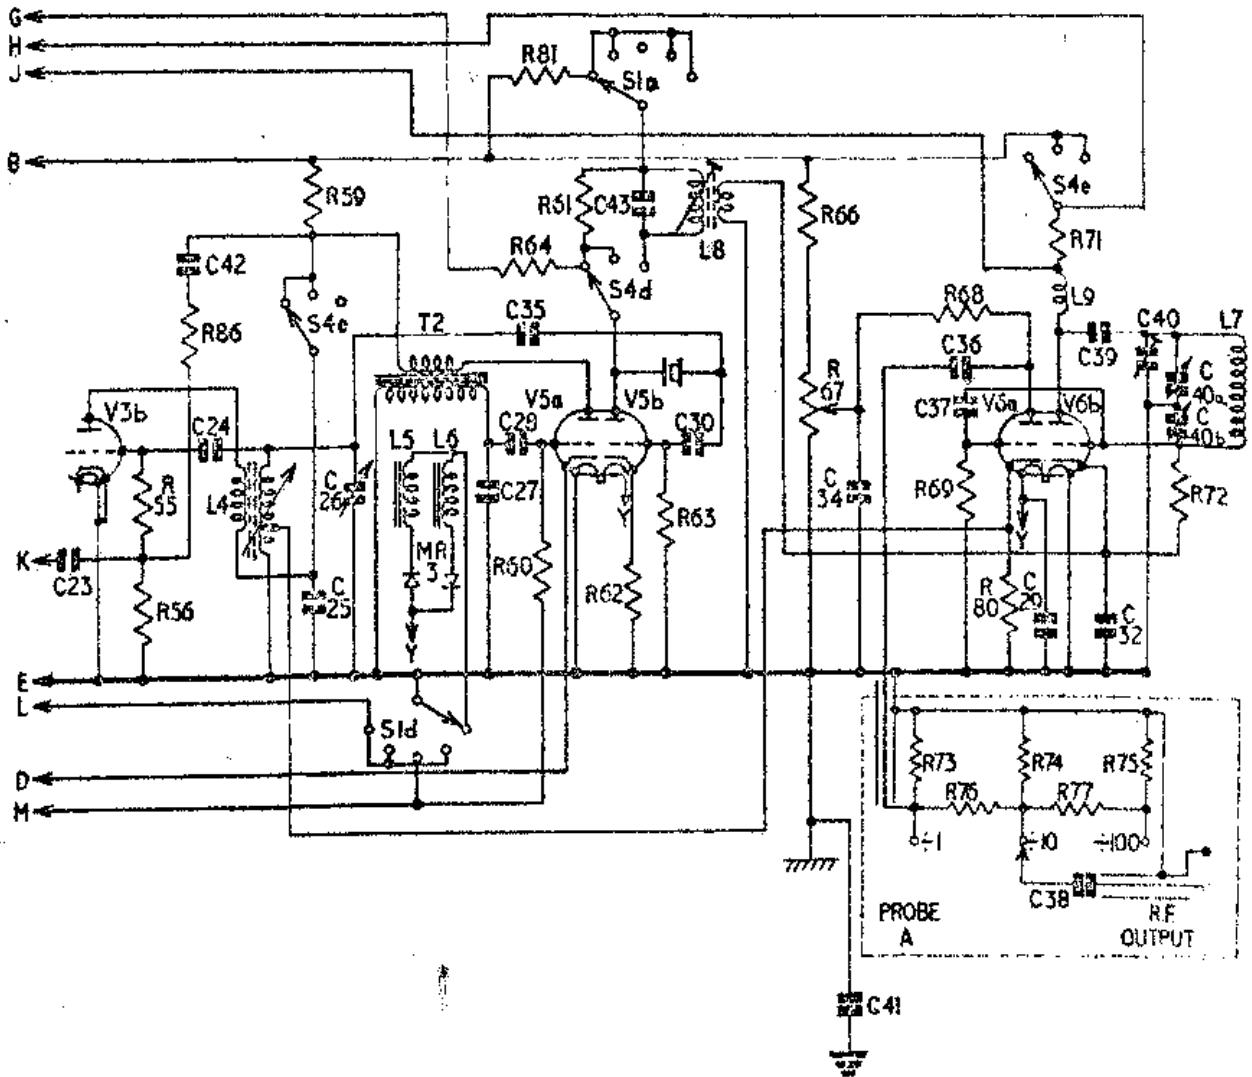 G
H
J
B
R81
S1a
R59
R61
C43
L8
R66
S4e
R71
C42
R64
S4d
L9
R86
S4c
T2
C35
R68
C40
L7
C36
C39
C
40a
C
40b
R
67
V3b
C24
V5a
V5b
C29
C30
C37
V6a
V6b
L5
L6
R
55
L4
C
26
C27
C
34
R69
R72
Y
R63
Y
K
C23
MR
3
R60
R62
R
80
C
R56
C
25
Y
C
32
E
L
S1d
D
M
R73
R74
R75
R76
R77
÷1
÷10
÷100
C38
PROBE
A
R.F.
OUTPUT
C41